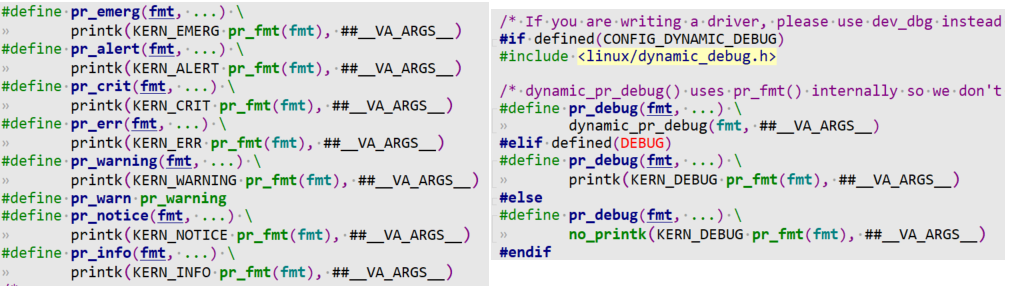 #define pr_emerg(fmt, ...) \
printk(KERN_EMERG pr_fmt(fmt), ##__VA_ARGS__)
#define pr_alert(fmt, ...) \
printk(KERN_ALERT pr_fmt(fmt), ##__VA_ARGS__)
#define pr_crit(fmt, ...) \
printk(KERN_CRIT pr_fmt(fmt), ##__VA_ARGS__)
#define pr_err(fmt, ...) \
printk(KERN_ERR pr_fmt(fmt), ##__VA_ARGS__)
#define pr_warning(fmt, ...) \
printk(KERN_WARNING pr_fmt(fmt), ##__VA_ARGS__)
#define pr_warn pr_warning
#define pr_notice(fmt, ...) \
printk(KERN_NOTICE pr_fmt(fmt), ##__VA_ARGS__)
#define pr_info(fmt, ...) \
printk(KERN_INFO pr_fmt(fmt), ##__VA_ARGS__)
/* If you are writing a driver, please use dev_dbg instead
#if defined(CONFIG_DYNAMIC_DEBUG)
#include <linux/dynamic_debug.h>
/* dynamic_pr_debug() uses pr_fmt() internally so we don't
#define pr_debug(fmt, ...) \
dynamic_pr_debug(fmt, ##__VA_ARGS__)
#elif defined(DEBUG)
#define pr_debug(fmt, ...) \
printk(KERN_DEBUG pr_fmt(fmt), ##__VA_ARGS__)
#else
#define pr_debug(fmt, ...) \
no_printk(KERN_DEBUG pr_fmt(fmt), ##__VA_ARGS__)
#endif